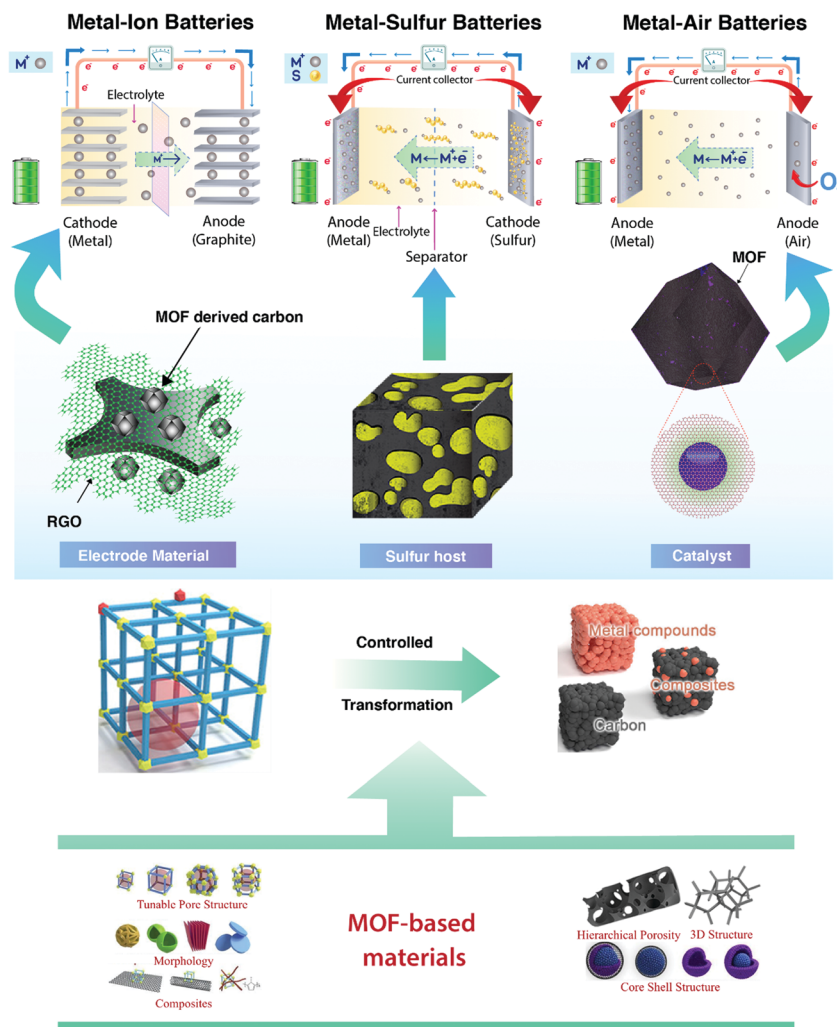 Metal-Ion Batteries
Metal-Sulfur Batteries
Metal-Air Batteries
M+
e-
e-
e-
e-
e-
e-
Electrolyte
M+
Cathode
(Metal)
Anode
(Graphite)
M+
S
e-
e-
e-
e-
e-
Current collector
e-
e-
M←M+e-
Anode
(Metal)
Electrolyte
Separator
Cathode
(Sulfur)
M+
e-
e-
e-
e-
e-
Current collector
e-
e-
M←M+e-
O
Anode
(Metal)
Anode
(Air)
MOF derived carbon
RGO
MOF
Electrode Material
Sulfur host
Catalyst
Controlled
Transformation
Metal compounds
Composites
Carbon
Tunable Pore Structure
Morphology
Composites
MOF-based
materials
Hierarchical Porosity
3D Structure
Core Shell Structure